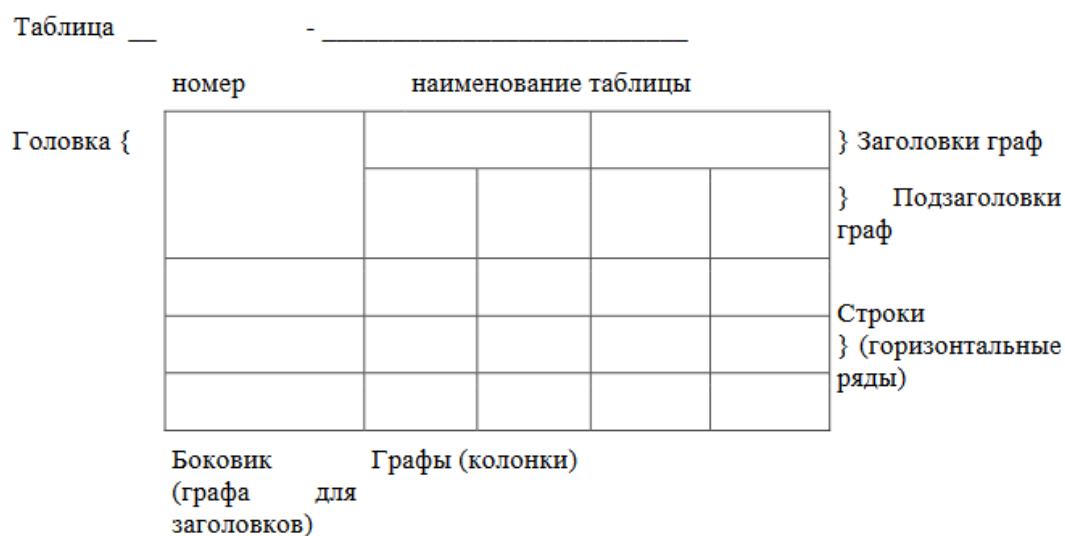 Таблица __ - ___________________________
номер наименование таблицы
Головка { } Заголовки граф
} Подзаголовки
граф
Строки
} (горизонтальные
ряды)
Боковик Графы (колонки)
(графа для
заголовков)